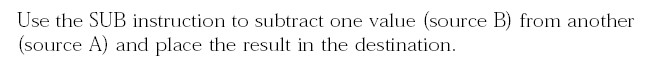 Use the SUB instruction to subtract one value (source B) from another
(source A) and place the result in the destination.